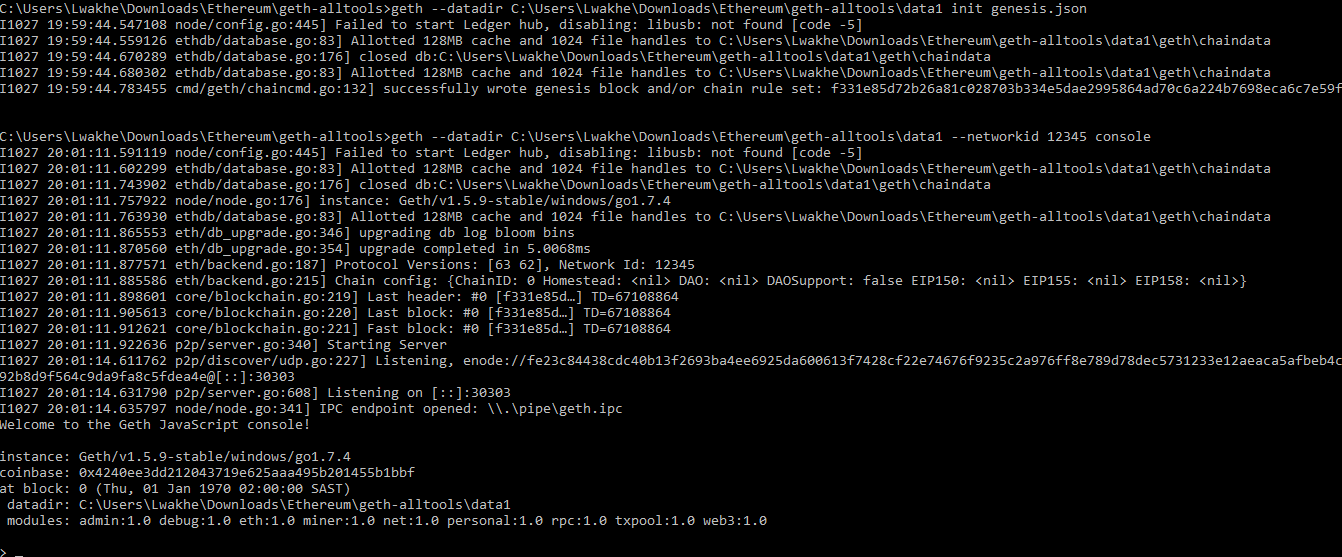 C:\Users\Lwakhe\Downloads\Ethereum\geth-alltools>geth --datadir C:\Users\Lwakhe\Downloads\Ethereum\geth-alltools\data1 init genesis.json
I1027 19:59:44.547108 node/config.go:445] Failed to start Ledger hub, disabling: libusb: not found [code -5]
I1027 19:59:44.559126 ethdb/database.go:83] Allotted 128MB cache and 1024 file handles to C:\Users\Lwakhe\Downloads\Ethereum\geth-alltools\data1\geth\chaindata
I1027 19:59:44.670289 ethdb/database.go:176] closed db:C:\Users\Lwakhe\Downloads\Ethereum\geth-alltools\data1\geth\chaindata
I1027 19:59:44.680302 ethdb/database.go:83] Allotted 128MB cache and 1024 file handles to C:\Users\Lwakhe\Downloads\Ethereum\geth-alltools\data1\geth\chaindata
I1027 19:59:44.783455 cmd/geth/chaincmd.go:132] successfully wrote genesis block and/or chain rule set: f331e85d72b26a81c028703b334e5dae2995864ad70c6a224b7698eca6c7e59f
C:\Users\Lwakhe\Downloads\Ethereum\geth-alltools>geth --datadir C:\Users\Lwakhe\Downloads\Ethereum\geth-alltools\data1 --networkid 12345 console
I1027 20:01:11.591119 node/config.go:445] Failed to start Ledger hub, disabling: libusb: not found [code -5]
I1027 20:01:11.602299 ethdb/database.go:83] Allotted 128MB cache and 1024 file handles to C:\Users\Lwakhe\Downloads\Ethereum\geth-alltools\data1\geth\chaindata
I1027 20:01:11.743902 ethdb/database.go:176] closed db:C:\Users\Lwakhe\Downloads\Ethereum\geth-alltools\data1\geth\chaindata
I1027 20:01:11.757922 node/node.go:176] instance: Geth/v1.5.9-stable/windows/go1.7.4
I1027 20:01:11.763930 ethdb/database.go:83] Allotted 128MB cache and 1024 file handles to C:\Users\Lwakhe\Downloads\Ethereum\geth-alltools\data1\geth\chaindata
I1027 20:01:11.865553 eth/db_upgrade.go:346] upgrading db log bloom bins
I1027 20:01:11.870560 eth/db_upgrade.go:354] upgrade completed in 5.0068ms
I1027 20:01:11.877571 eth/backend.go:187] Protocol Versions: [63 62], Network Id: 12345
I1027 20:01:11.885586 eth/backend.go:215] Chain config: {ChainID: 0 Homestead: <nil> DAO: <nil> DAOSupport: false EIP150: <nil> EIP155: <nil> EIP158: <nil>}
I1027 20:01:11.898601 core/blockchain.go:219] Last header: #0 [f331e85d…] TD=67108864
I1027 20:01:11.905613 core/blockchain.go:220] Last block: #0 [f331e85d…] TD=67108864
I1027 20:01:11.912621 core/blockchain.go:221] Fast block: #0 [f331e85d…] TD=67108864
I1027 20:01:11.922636 p2p/server.go:340] Starting Server
I1027 20:01:14.611762 p2p/discover/udp.go:227] Listening, enode://fe23c84438cdc40b13f2693ba4ee6925da600613f7428cf22e74676f9235c2a976ff8e789d78dec5731233e12aeaca5afbeb4c
92b8d9f564c9da9fa8c5fdea4e@[::]:30303
I1027 20:01:14.631790 p2p/server.go:608] Listening on [::]:30303
I1027 20:01:14.635797 node/node.go:341] IPC endpoint opened: \\.\pipe\geth.ipc
Welcome to the Geth JavaScript console!
instance: Geth/v1.5.9-stable/windows/go1.7.4
coinbase: 0x4240ee3dd212043719e625aaa495b201455b1bbf
at block: 0 (Thu, 01 Jan 1970 02:00:00 SAST)
datadir: C:\Users\Lwakhe\Downloads\Ethereum\geth-alltools\data1
modules: admin:1.0 debug:1.0 eth:1.0 miner:1.0 net:1.0 personal:1.0 rpc:1.0 txpool:1.0 web3:1.0
> _